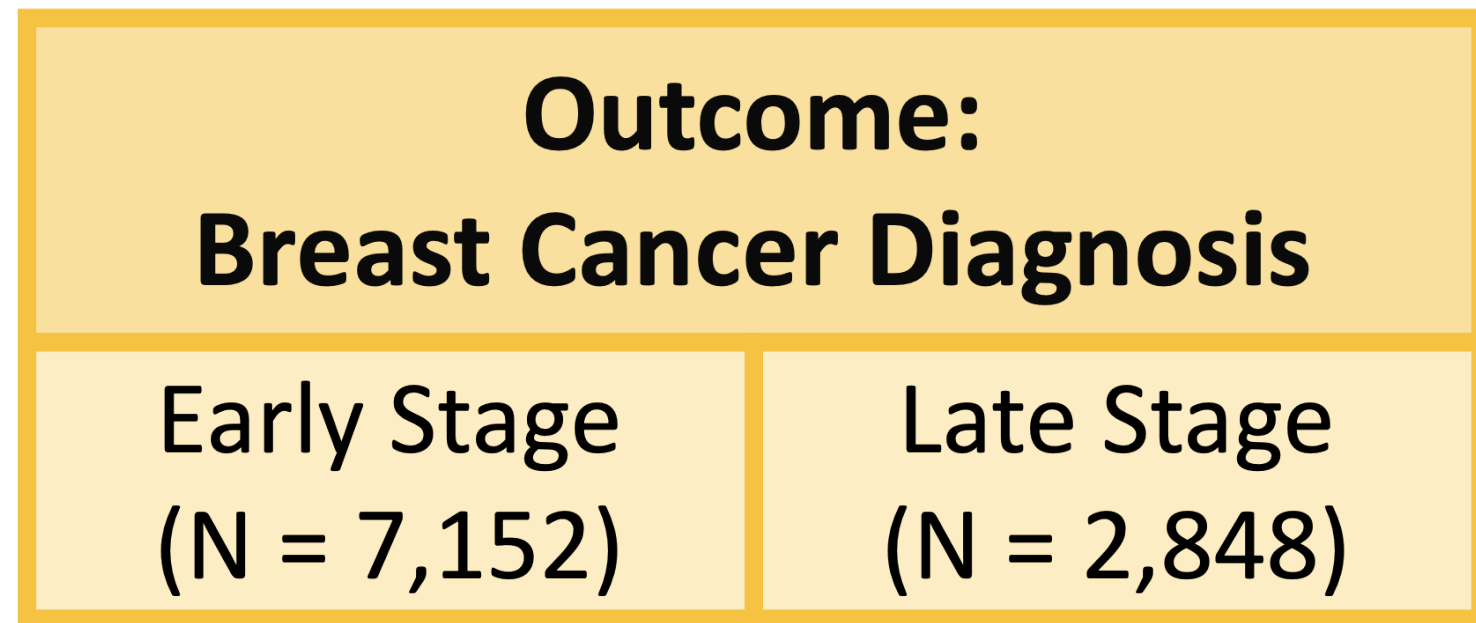 Outcome:
Breast Cancer Diagnosis
Early Stage
(N = 7,152)
Late Stage
(N = 2,848)